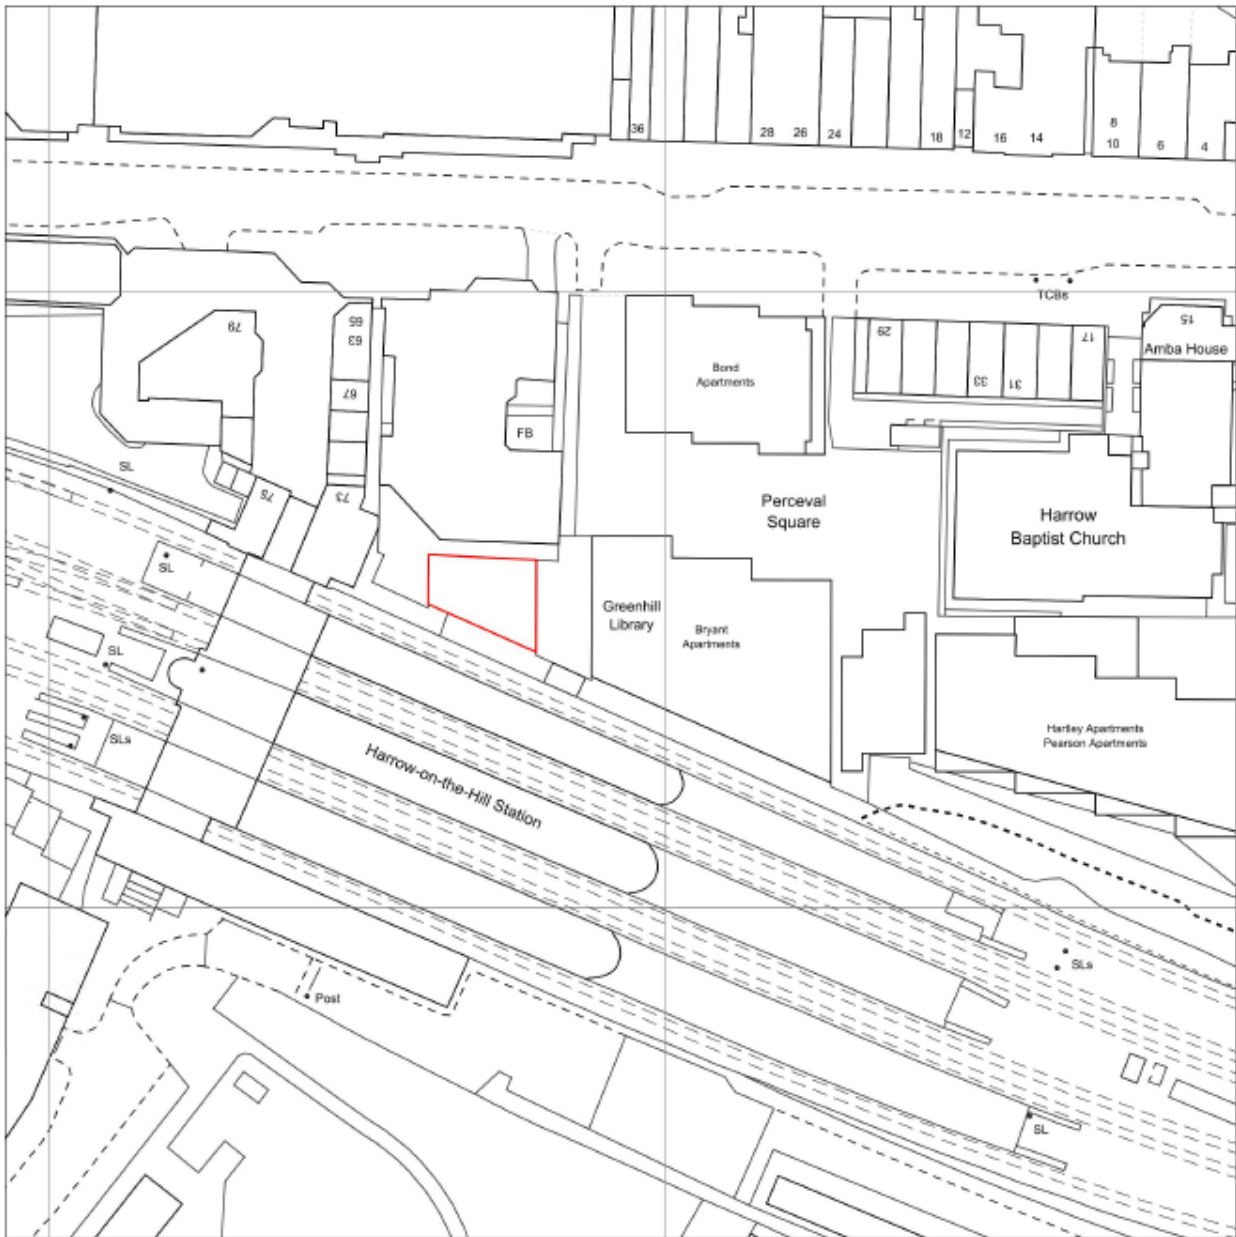 36
28
26
24
18
12
16
14
8
10
6
4
TCBs
79
65
63
67
29
33
31
17
15
Amba House
Bond
Apartments
FB
SL
75
73
Perceval
Square
Harrow
Baptist Church
SL
Greenhill
Library
Bryant
Apartments
SL
SLs
Harrow-on-the-Hill Station
Hartley Apartments
Pearson Apartments
SLs
Post
SL